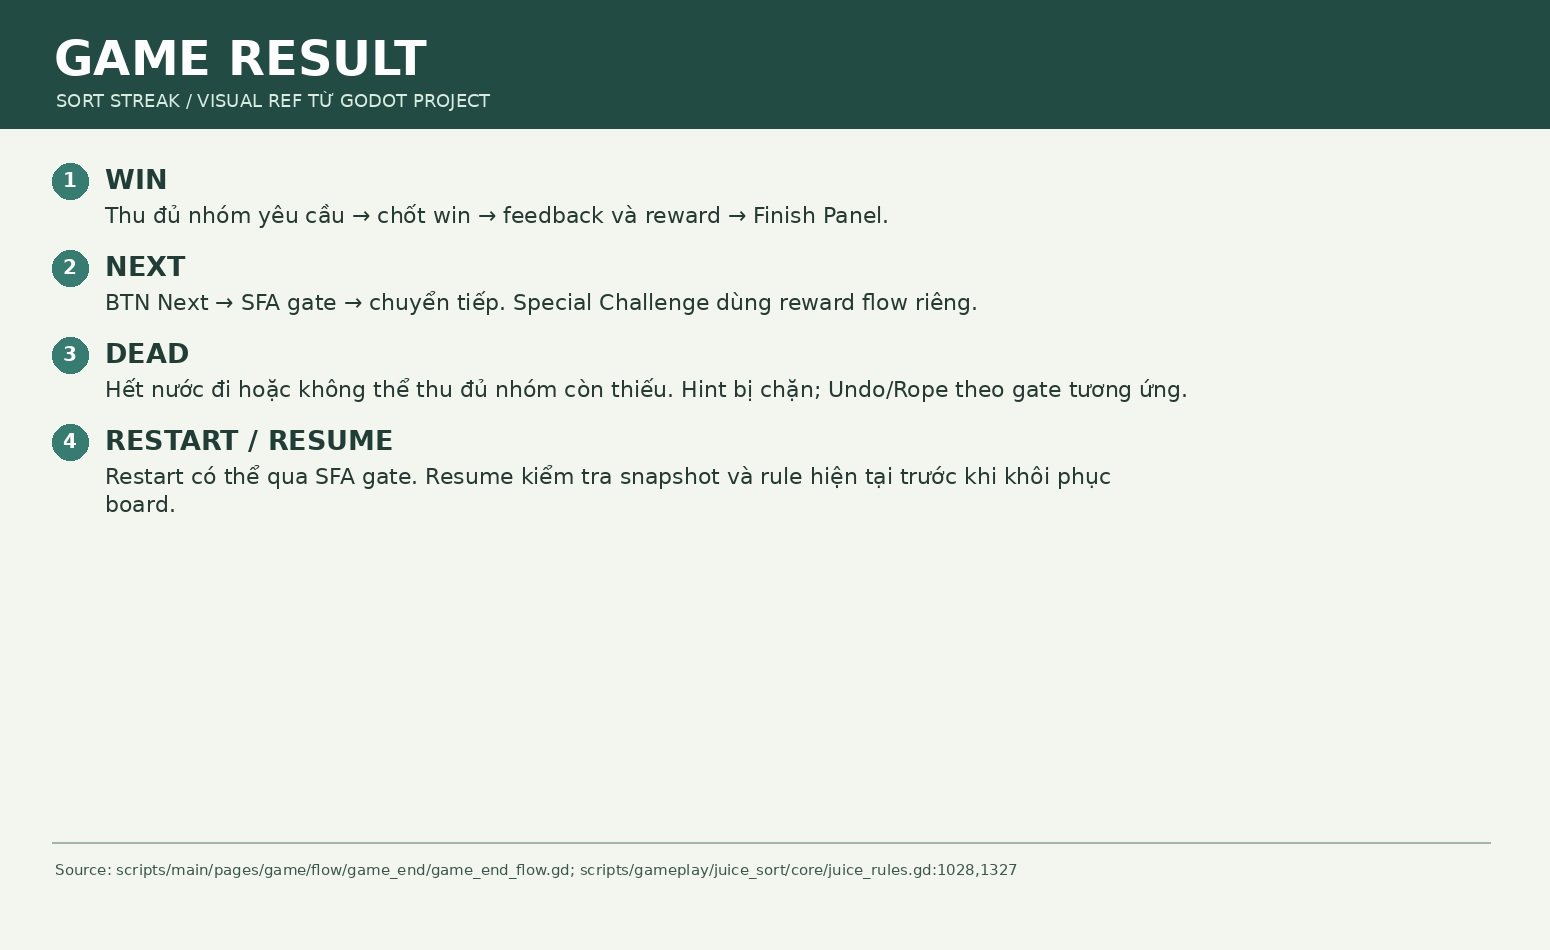 GAME RESULT
SORT STREAK / VISUAL REF TỪ GODOT PROJECT
1 WIN
Thu đủ nhóm yêu cầu → chốt win → feedback và reward → Finish Panel.
2 NEXT
BTN Next → SFA gate → chuyển tiếp. Special Challenge dùng reward flow riêng.
3 DEAD
Hết nước đi hoặc không thể thu đủ nhóm còn thiếu. Hint bị chặn; Undo/Rope theo gate tương ứng.
4 RESTART / RESUME
Restart có thể qua SFA gate. Resume kiểm tra snapshot và rule hiện tại trước khi khôi phục
board.
Source: scripts/main/pages/game/flow/game_end/game_end_flow.gd; scripts/gameplay/juice_sort/core/juice_rules.gd:1028,1327